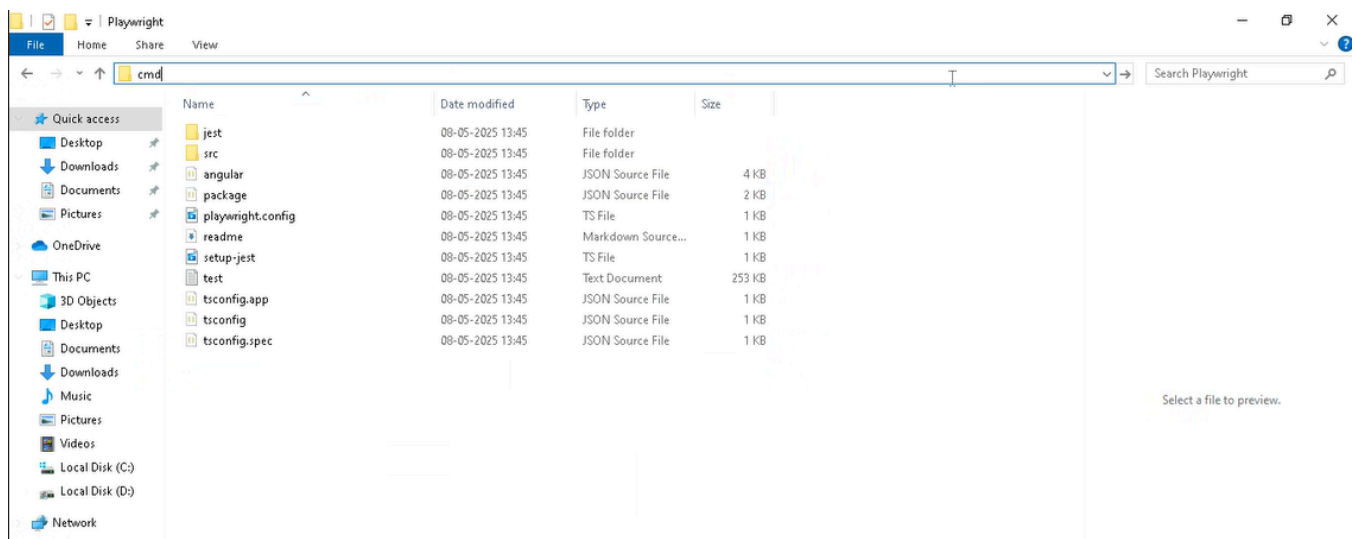 Playwright
File Home Share View
cmd
Search Playwright
Name Date modified Type Size
Quick access
Desktop
Downloads
Documents
Pictures
OneDrive
This PC
3D Objects
Desktop
Documents
Downloads
Music
Pictures
Videos
Local Disk (C:)
Local Disk (D:)
Network
jest 08-05-2025 13:45 File folder
src 08-05-2025 13:45 File folder
angular 08-05-2025 13:45 JSON Source File 4 KB
package 08-05-2025 13:45 JSON Source File 2 KB
playwright.config 08-05-2025 13:45 TS File 1 KB
readme 08-05-2025 13:45 Markdown Source... 1 KB
setup-jest 08-05-2025 13:45 TS File 1 KB
test 08-05-2025 13:45 Text Document 253 KB
tsconfig.app 08-05-2025 13:45 JSON Source File 1 KB
tsconfig 08-05-2025 13:45 JSON Source File 1 KB
tsconfig.spec 08-05-2025 13:45 JSON Source File 1 KB
Select a file to preview.